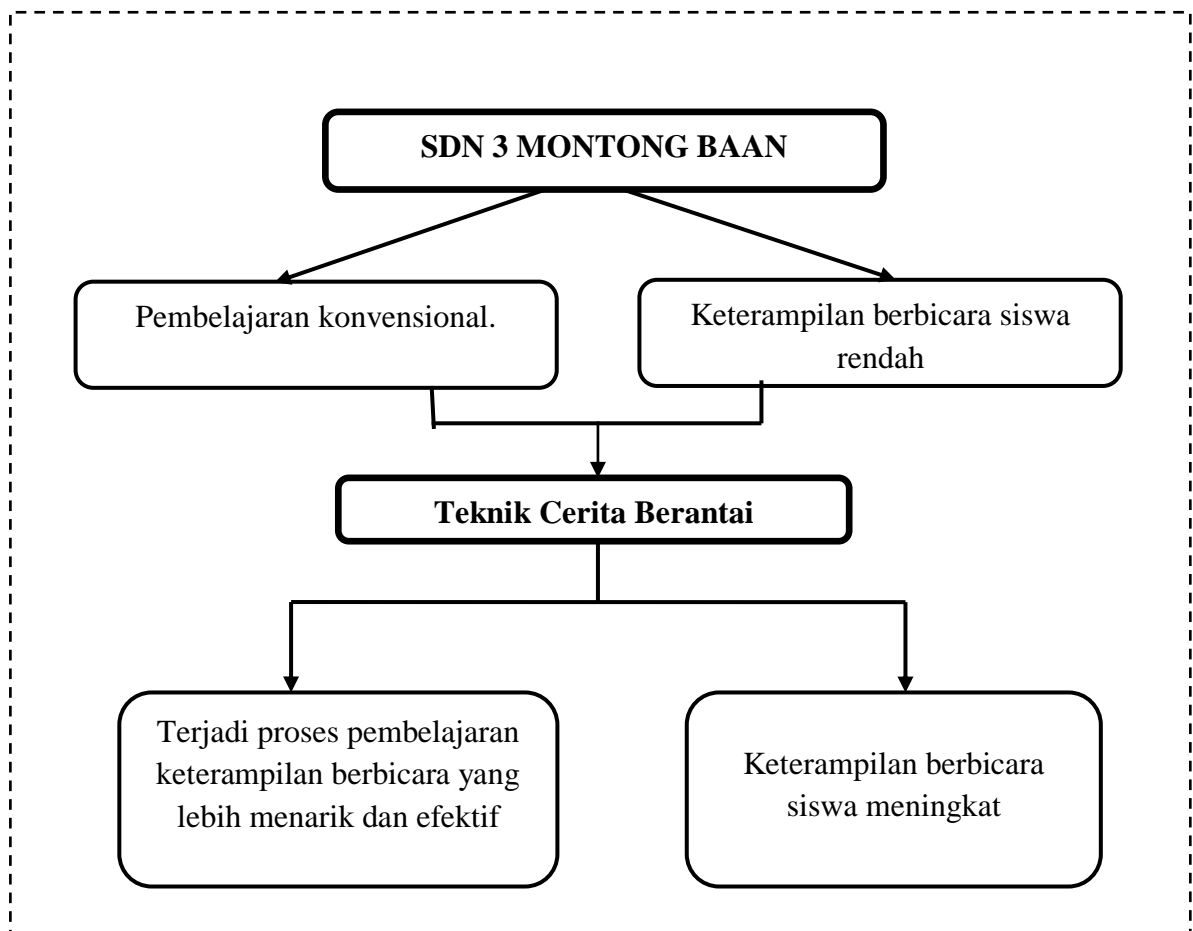 SDN 3 MONTONG BAAN
Pembelajaran konvensional.
Keterampilan berbicara siswa
rendah
Teknik Cerita Berantai
Terjadi proses pembelajaran
keterampilan berbicara yang
lebih menarik dan efektif
Keterampilan berbicara
siswa meningkat